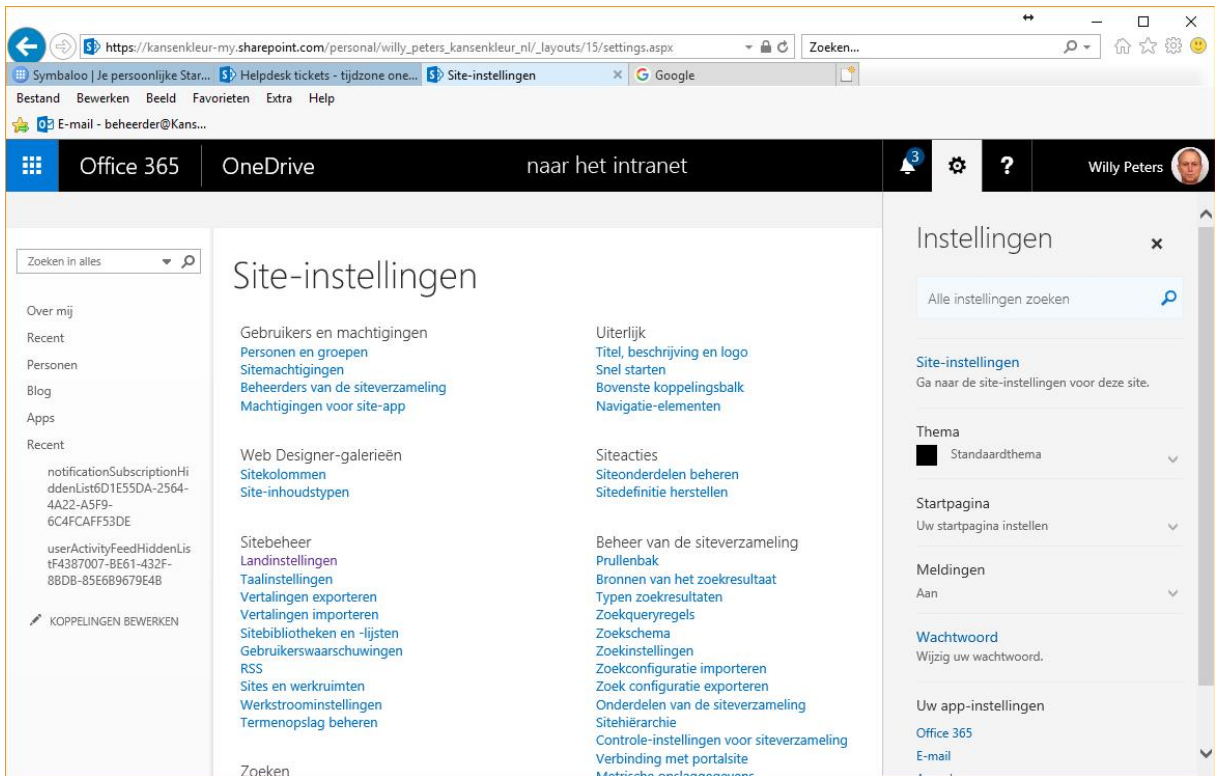 https://kansenkleur-my.sharepoint.com/personal/willy_peters_kansenkleur_nl/_layouts/15/settings.aspx
Zoeken...
Symbaloo | Je persoonlijke Star...
Helpdesk tickets - tijdzone one...
Site-instellingen
Google
Bestand Bewerken Beeld Favorieten Extra Help
E-mail - beheerder@Kans...
Office 365
OneDrive
naar het intranet
3
?
Willy Peters
Zoeken in alles
Over mij
Recent
Personen
Blog
Apps
Recent
notificationSubscriptionHi
ddenList6D1E55DA-2564-
4A22-A5F9-
6C4FCAFF53DE
userActivityFeedHiddenLis
tF4387007-BE61-432F-
8BDB-85E6B9679E4B
KOPPELINGEN BEWERKEN
Site-instellingen
Gebruikers en machtigingen
Personen en groepen
Sitemachtigingen
Beheerders van de siteverzameling
Machtigingen voor site-app
Web Designer-galerieën
Sitekolommen
Site-inhoudstypen
Sitebeheer
Landinstellingen
Taalinstellingen
Vertalingen exporteren
Vertalingen importeren
Sitebibliotheken en -lijsten
Gebruikerswaarschuwingen
RSS
Sites en werkruimten
Werkstroominstellingen
Termenopslag beheren
Zoeken
Uiterlijk
Titel, beschrijving en logo
Snel starten
Bovenste koppelingsbalk
Navigatie-elementen
Siteacties
Siteonderdelen beheren
Sitedefinitie herstellen
Beheer van de siteverzameling
Prullenbak
Bronnen van het zoekresultaat
Typen zoekresultaten
Zoekqueryregels
Zoekschema
Zoekinstellingen
Zoekconfiguratie importeren
Zoek configuratie exporteren
Onderdelen van de siteverzameling
Sitehiërarchie
Controle-instellingen voor siteverzameling
Verbinding met portalsite
Metrische opslaggegevens
Instellingen
Alle instellingen zoeken
Site-instellingen
Ga naar de site-instellingen voor deze site.
Thema
Standaardthema
Startpagina
Uw startpagina instellen
Meldingen
Aan
Wachtwoord
Wijzig uw wachtwoord.
Uw app-instellingen
Office 365
E-mail